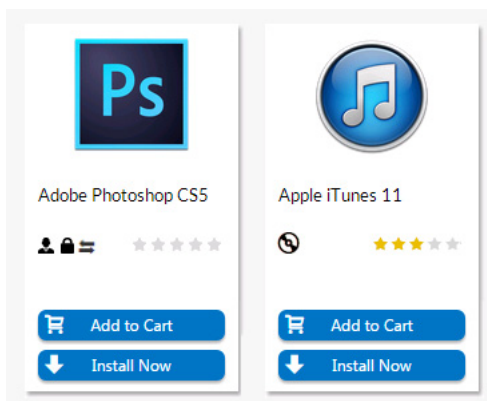 Ps
Adobe Photoshop CS5
Add to Cart
Install Now
Apple iTunes 11
Add to Cart
Install Now